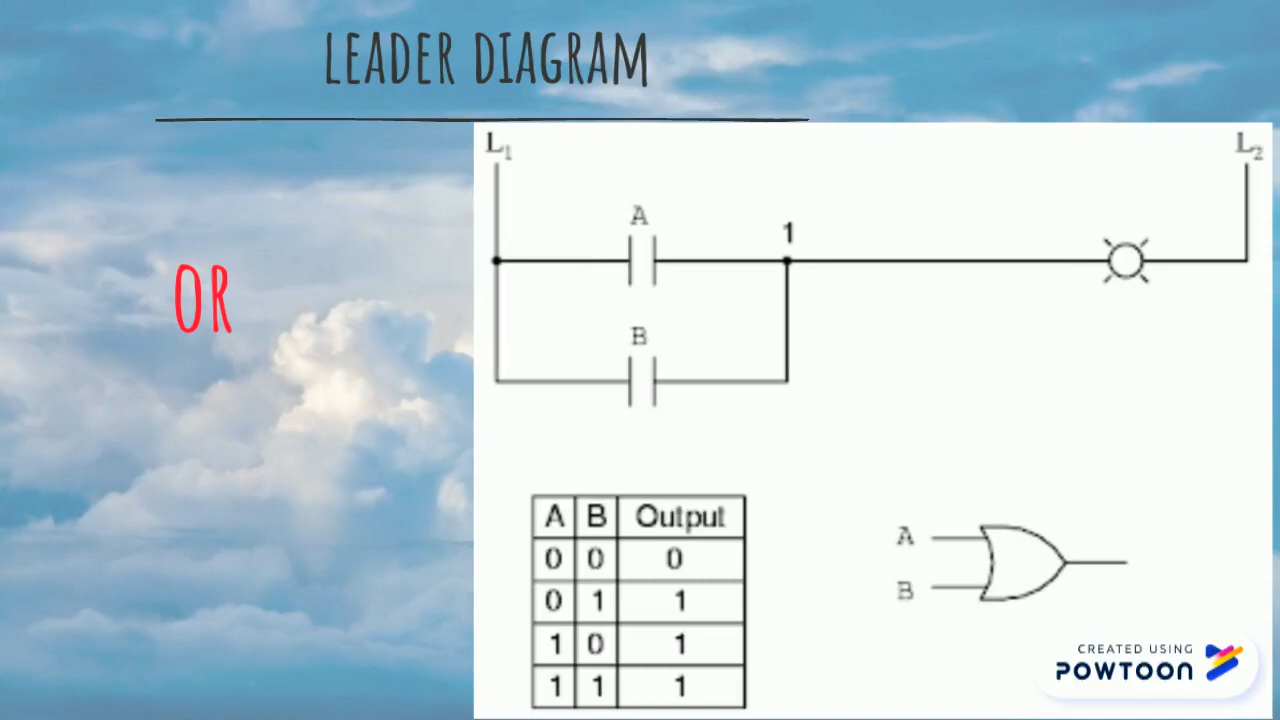 LEADER DIAGRAM
OR
L1 L2
A
1
B
A B Output
0 0 0
0 1 1
1 0 1
1 1 1
A
B
CREATED USING
POWTOON